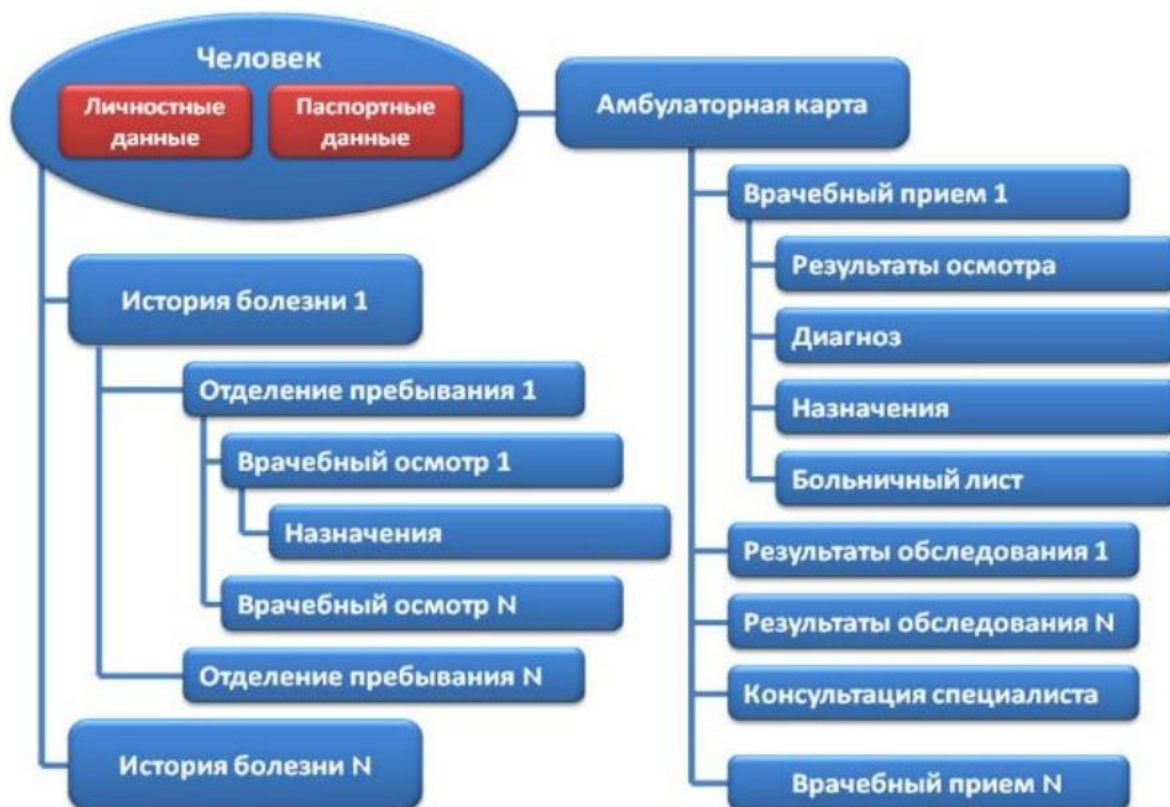 Человек
Личностные
данные
Паспортные
данные
Амбулаторная карта
Врачебный прием 1
Результаты осмотра
Диагноз
Назначения
Больничный лист
Результаты обследования 1
Результаты обследования N
Консультация специалиста
Врачебный прием N
История болезни 1
Отделение пребывания 1
Врачебный осмотр 1
Назначения
Врачебный осмотр N
Отделение пребывания N
История болезни N